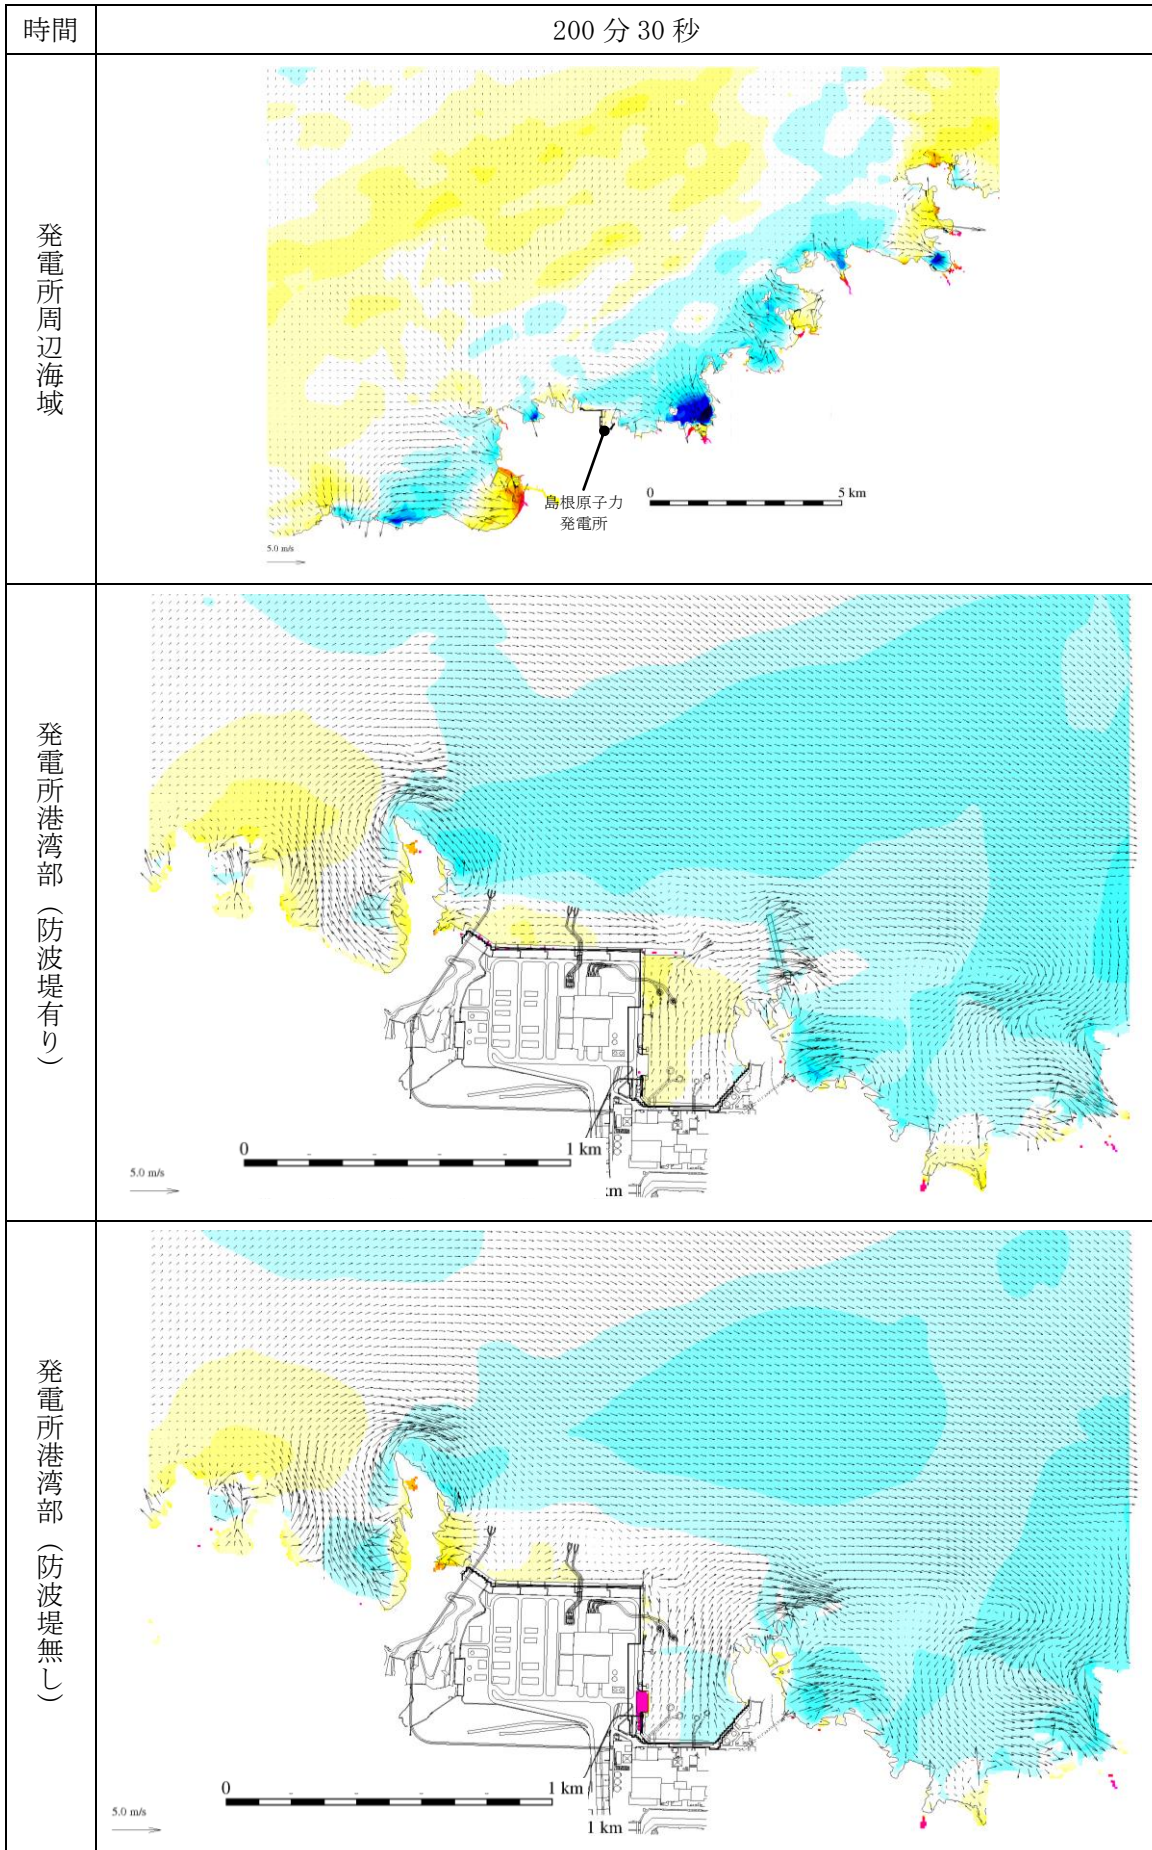 時間
200 分 30 秒
発電所周辺海域
島根原子力
発電所
0
5 km
5.0 m/s
発電所港湾部（防波堤有り）
0
1 km
5.0 m/s
:m
発電所港湾部（防波堤無し）
0
1 km
5.0 m/s
1 km